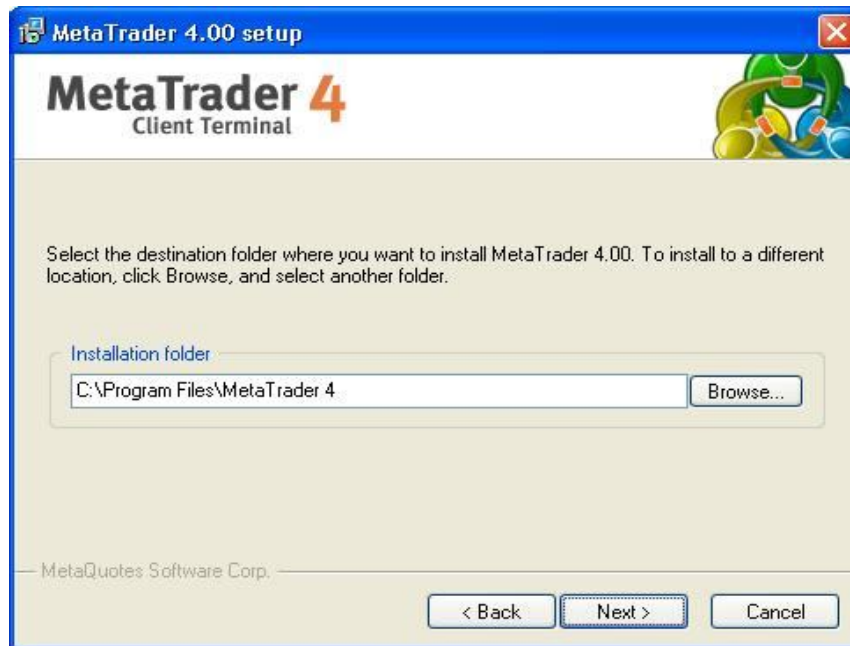 MetaTrader 4.00 setup
MetaTrader 4
Client Terminal
Select the destination folder where you want to install MetaTrader 4.00. To install to a different
location, click Browse, and select another folder.
Installation folder
C:\Program Files\MetaTrader 4
Browse...
MetaQuotes Software Corp.
< Back
Next >
Cancel